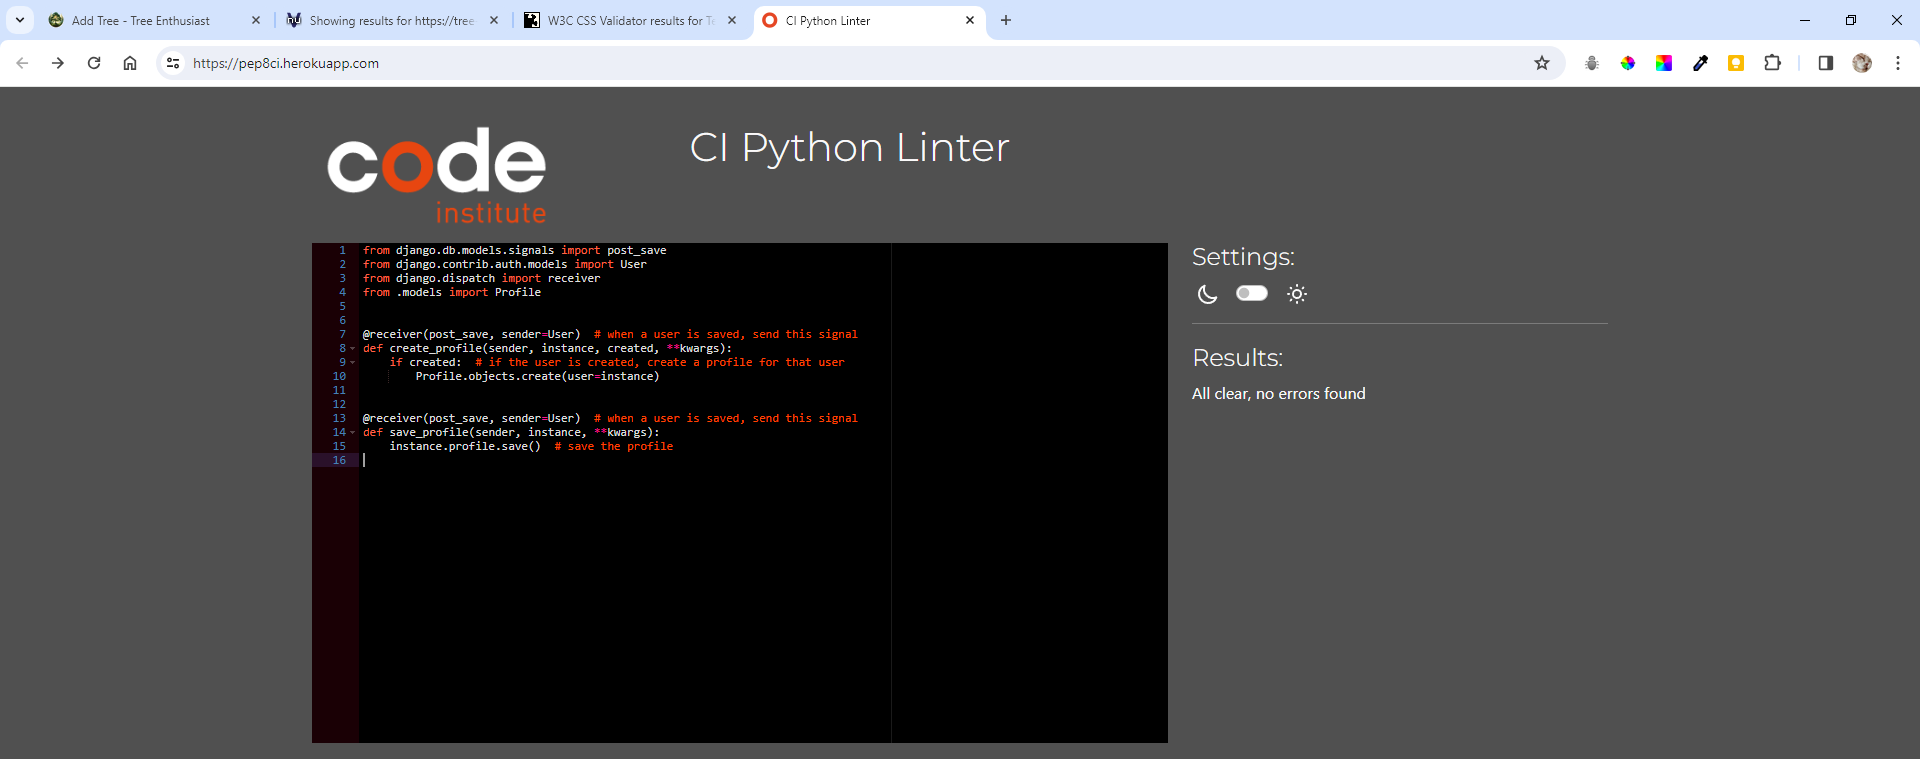 Add Tree - Tree Enthusiast
Showing results for https://tree
W3C CSS Validator results for Te
CI Python Linter
https://pep8ci.herokuapp.com
code
institute
CI Python Linter
1 from django.db.models.signals import post_save
2 from django.contrib.auth.models import User
3 from django.dispatch import receiver
4 from .models import Profile
5
6
7 @receiver(post_save, sender=User)  # when a user is saved, send this signal
8 def create_profile(sender, instance, created, **kwargs):
9     if created:  # if the user is created, create a profile for that user
10         Profile.objects.create(user=instance)
11
12
13 @receiver(post_save, sender=User)  # when a user is saved, send this signal
14 def save_profile(sender, instance, **kwargs):
15     instance.profile.save()  # save the profile
16
Settings:
Results:
All clear, no errors found